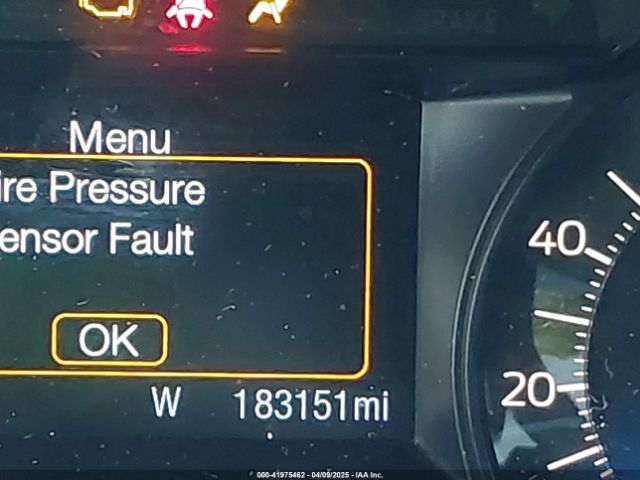 Menu
ire Pressure
ensor Fault
OK
W 183151mi
40
20
000-41975462 - 04/09/2025 - IAA Inc.